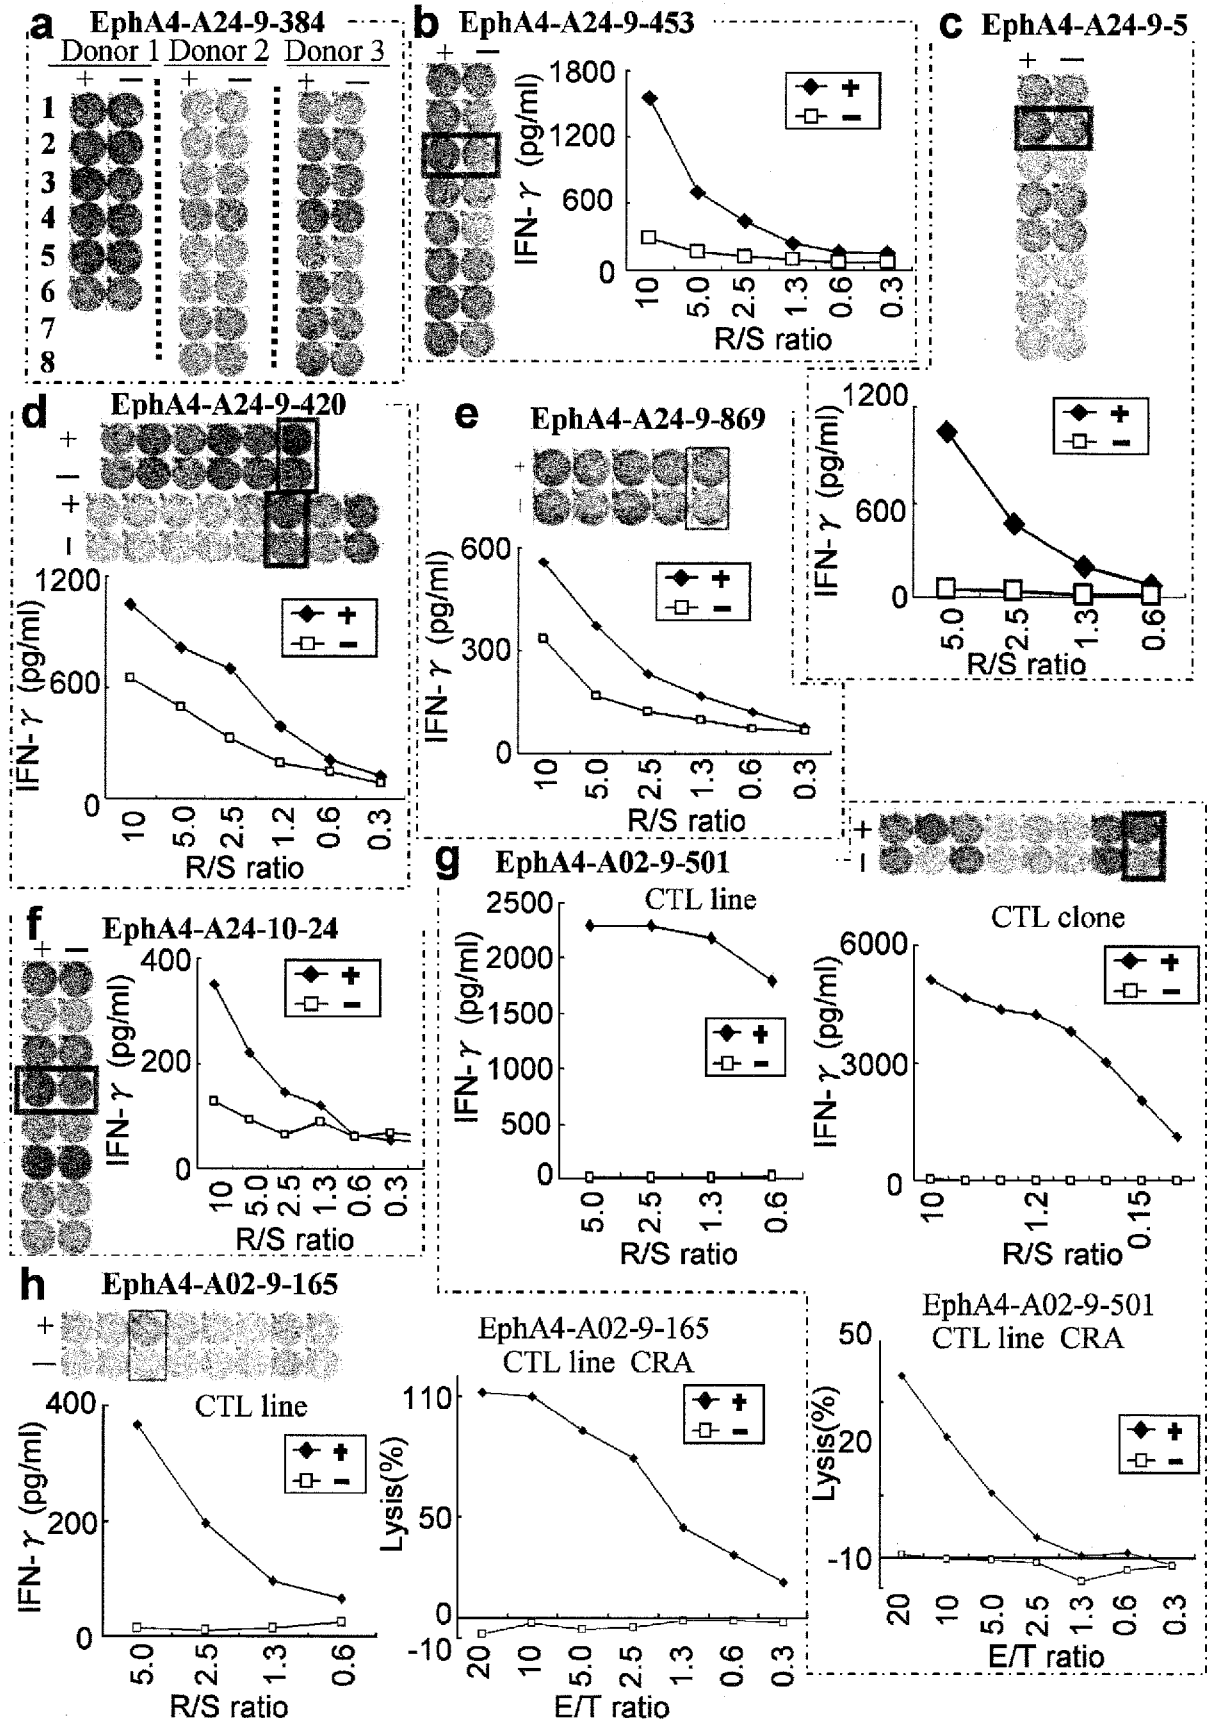 a EphA4-A24-9-384
Donor 1 Donor 2 Donor 3
+ − + − + −
1
2
3
4
5
6
7
8
b EphA4-A24-9-453
+ −
IFN-γ (pg/ml)
1800
1200
600
0
+
−
10 5.0 2.5 1.3 0.6 0.3
R/S ratio
c EphA4-A24-9-5
+ −
IFN-γ (pg/ml)
1200
600
0
+
−
5.0 2.5 1.3 0.6
R/S ratio
d EphA4-A24-9-420
+
−
+
−
IFN-γ (pg/ml)
1200
600
0
+
−
10 5.0 2.5 1.2 0.6 0.3
R/S ratio
e EphA4-A24-9-869
+
−
IFN-γ (pg/ml)
600
300
0
+
−
10 5.0 2.5 1.3 0.6 0.3
R/S ratio
f EphA4-A24-10-24
+ −
IFN-γ (pg/ml)
400
200
0
+
−
10 5.0 2.5 1.3 0.6 0.3
R/S ratio
g EphA4-A02-9-501
CTL line
IFN-γ (pg/ml)
2500
2000
1500
1000
500
0
+
−
5.0 2.5 1.3 0.6
R/S ratio
+
−
CTL clone
IFN-γ (pg/ml)
6000
3000
0
+
−
10 1.2 0.15
R/S ratio
EphA4-A02-9-501
CTL line CRA
Lysis(%)
50
20
-10
+
−
20 10 5.0 2.5 1.3 0.6 0.3
E/T ratio
h EphA4-A02-9-165
+
−
CTL line
IFN-γ (pg/ml)
400
200
0
+
−
5.0 2.5 1.3 0.6
R/S ratio
EphA4-A02-9-165
CTL line CRA
Lysis(%)
110
50
0
-10
+
−
20 10 5.0 2.5 1.3 0.6 0.3
E/T ratio